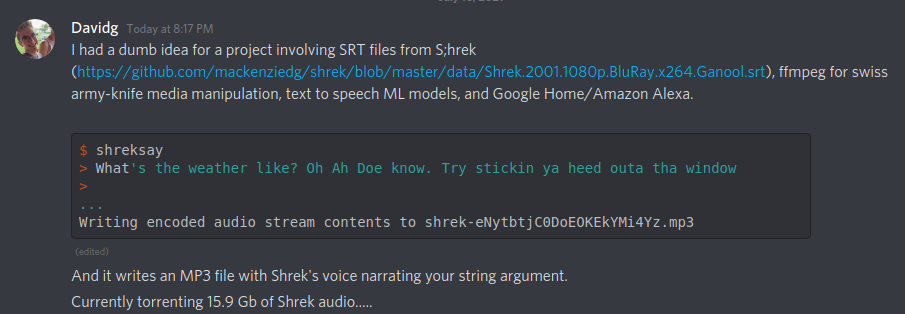 Davidg Today at 8:17 PM
I had a dumb idea for a project involving SRT files from S;hrek
(https://github.com/mackenziedg/shrek/blob/master/data/Shrek.2001.1080p.BluRay.x264.Ganool.srt), ffmpeg for swiss
army-knife media manipulation, text to speech ML models, and Google Home/Amazon Alexa.
$ shreksay
> What's the weather like? Oh Ah Doe know. Try stickin ya heed outa tha window
>
...
Writing encoded audio stream contents to shrek-eNytbtjC0DoEOKEkYMi4Yz.mp3
(edited)
And it writes an MP3 file with Shrek's voice narrating your string argument.
Currently torrenting 15.9 Gb of Shrek audio.....